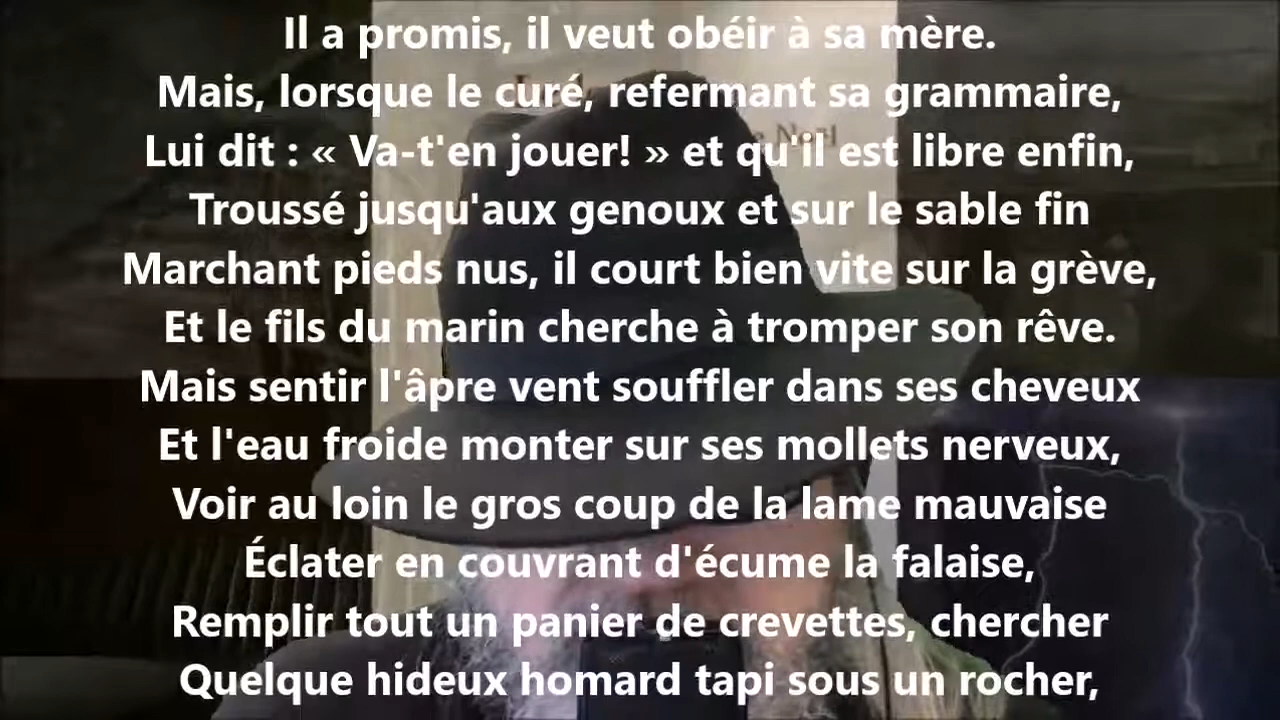 Il a promis, il veut obéir à sa mère.
Mais, lorsque le curé, refermant sa grammaire,
Lui dit : « Va-t'en jouer! » et qu'il est libre enfin,
Troussé jusqu'aux genoux et sur le sable fin
Marchant pieds nus, il court bien vite sur la grève,
Et le fils du marin cherche à tromper son rêve.
Mais sentir l'âpre vent souffler dans ses cheveux
Et l'eau froide monter sur ses mollets nerveux,
Voir au loin le gros coup de la lame mauvaise
Éclater en couvrant d'écume la falaise,
Remplir tout un panier de crevettes, chercher
Quelque hideux homard tapi sous un rocher,
Noël